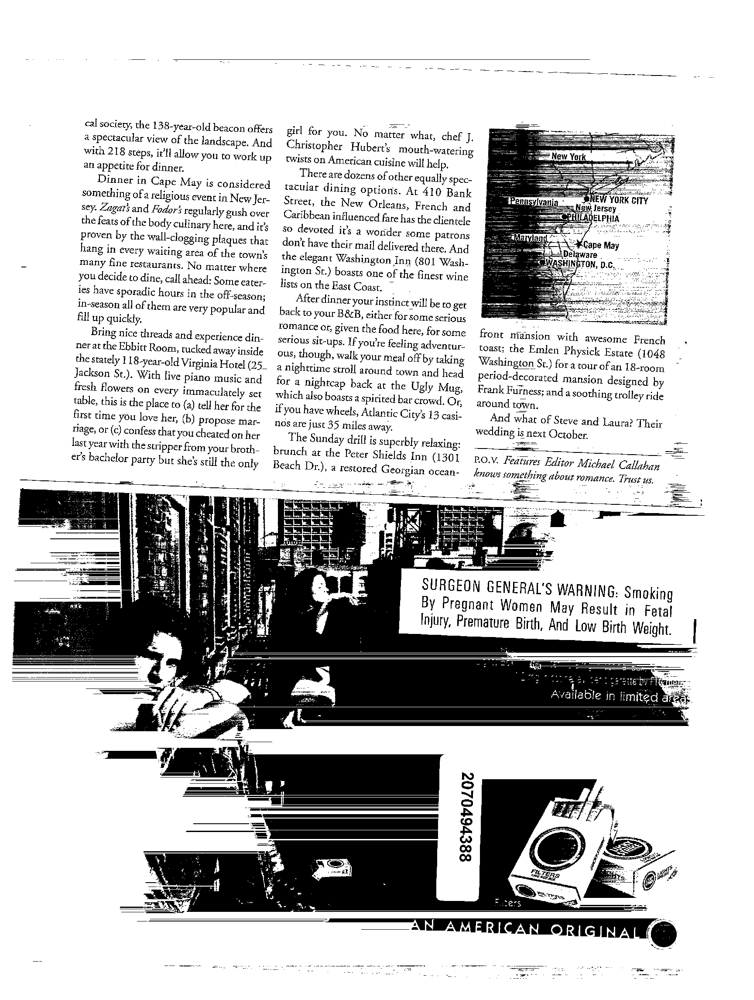 cal society, the 138-year-old beacon offers
a spectacular view of the landscape. And
with 218 steps, it'll allow you to work up
an appetite for dinner.
Dinner in Cape May is considered
something of a religious event in New Jer-
sey. Zagat's and Fodor's regularly gush over
the feats of the body culinary here, and it's
proven by the wall-clogging plaques that
hang in every waiting area of the town's
many fine restaurants. No matter where
you decide to dine, call ahead: Some eater-
ies have sporadic hours in the off-season;
in-season all of them are very popular and
fill up quickly.
Bring nice threads and experience din-
ner at the Ebbitt Room, tucked away inside
the stately 118-year-old Virginia Hotel (25
Jackson St.). With live piano music and
fresh flowers on every immaculately set
table, this is the place to (a) tell her for the
first time you love her, (b) propose mar-
riage, or (c) confess that you cheated on her
last year with the stripper from your broth-
er's bachelor party but she's still the only
girl for you. No matter what, chef J.
Christopher Hubert's mouth-watering
twists on American cuisine will help.
There are dozens of other equally spec-
tacular dining options. At 410 Bank
Street, the New Orleans, French and
Caribbean influenced fare has the clientele
so devoted it's a wonder some patrons
don't have their mail delivered there. And
the elegant Washington Inn (801 Wash-
ington St.) boasts one of the finest wine
lists on the East Coast.
After dinner your instinct will be to get
back to your B&B, either for some serious
romance or, given the food here, for some
serious sit-ups. If you're feeling adventur-
ous, though, walk your meal off by taking
a nighttime stroll around town and head
for a nightcap back at the Ugly Mug,
which also boasts a spirited bar crowd. Or,
if you have wheels, Atlantic City's 13 casi-
nos are just 35 miles away.
The Sunday drill is superbly relaxing:
brunch at the Peter Shields Inn (1301
Beach Dr.), a restored Georgian ocean-
New York
Pennsylvania
NEW YORK CITY
New Jersey
PHILADELPHIA
Maryland
Cape May
Delaware
WASHINGTON, D.C.
front mansion with awesome French
toast; the Emlen Physick Estate (1048
Washington St.) for a tour of an 18-room
period-decorated mansion designed by
Frank Furness; and a soothing trolley ride
around town.
And what of Steve and Laura? Their
wedding is next October.
P.O.V. Features Editor Michael Callahan
knows something about romance. Trust us.
SURGEON GENERAL'S WARNING: Smoking
By Pregnant Women May Result in Fetal
Injury, Premature Birth, And Low Birth Weight.
Available in limited areas
2070494388
FILTERS
LIGHTS
Filters
AN AMERICAN ORIGINAL